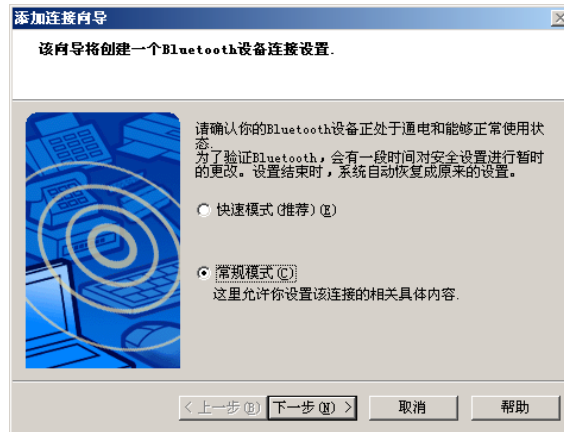 添加连接向导
该向导将创建一个Bluetooth设备连接设置.
请确认你的Bluetooth设备正处于通电和能够正常使用状
态.
为了验证Bluetooth，会有一段时间对安全设置进行暂时
的更改。设置结束时，系统自动恢复成原来的设置。
快速模式(推荐)(E)
常规模式(C)
这里允许你设置该连接的相关具体内容.
< 上一步(B) 下一步(N) > 取消 帮助